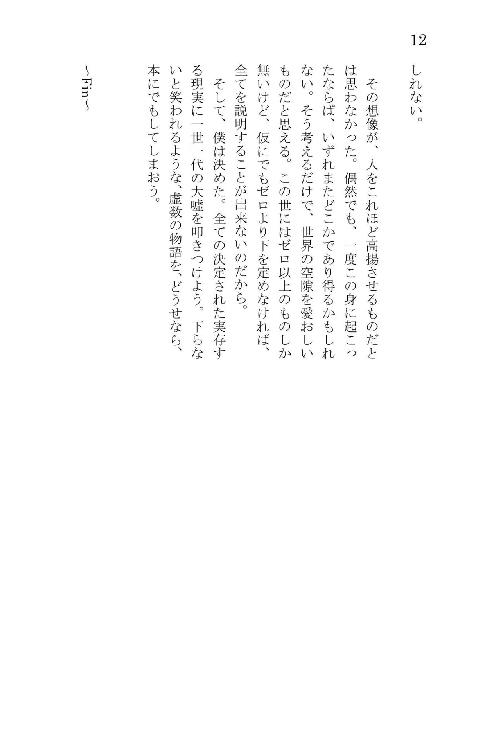 12
しれない。
その想像が、人をこれほど高揚させるものだと
は思わなかった。偶然でも、一度この身に起こっ
たならば、いずれまたどこかであり得るかもしれ
ない。そう考えるだけで、世界の空隙を愛おしい
ものだと思える。この世にはゼロ以上のものしか
無いけど、仮にでもゼロより下を定めなければ、
全てを説明することが出来ないのだから。
そして、僕は決めた。全ての決定された実存す
る現実に一世一代の大嘘を叩きつけよう。下らな
いと笑われるような、虚数の物語を、どうせなら、
本にでもしてしまおう。
～Fin～